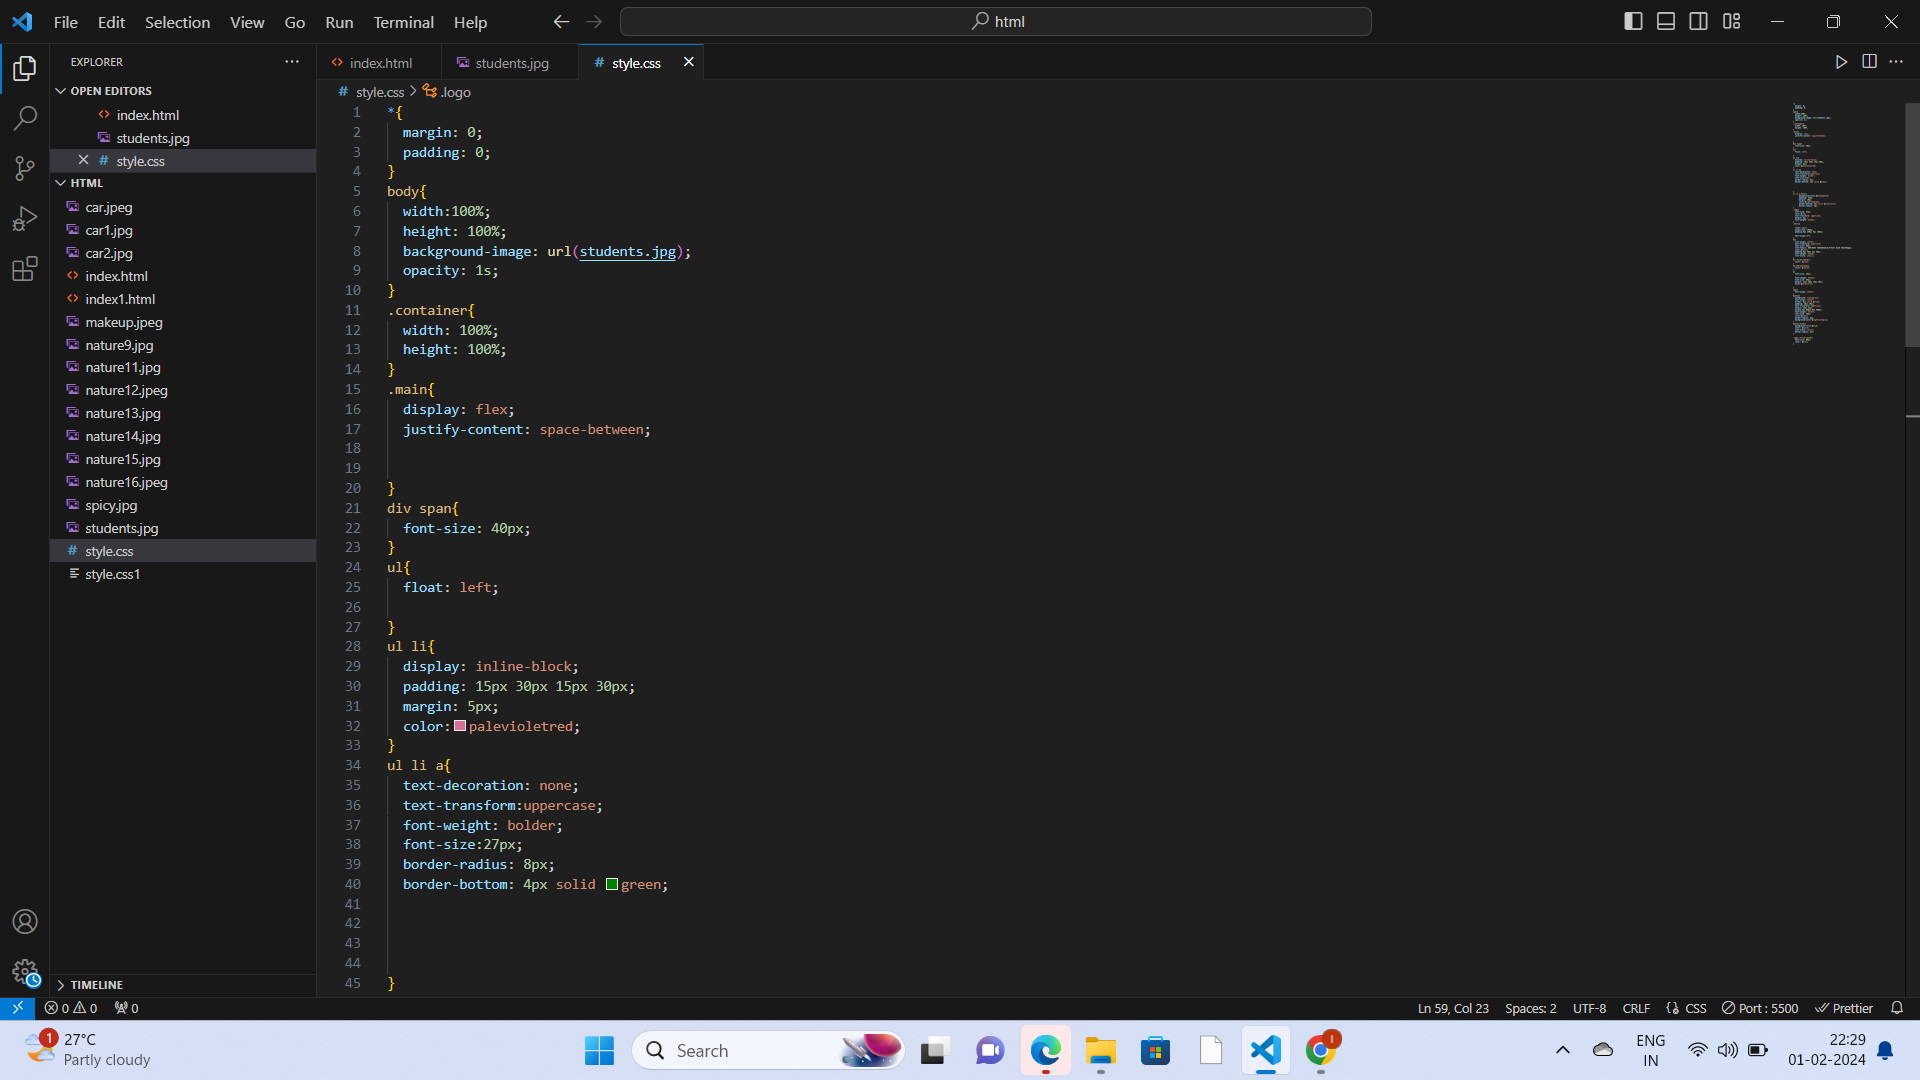 File Edit Selection View Go Run Terminal Help
html
EXPLORER
OPEN EDITORS
index.html
students.jpg
style.css
HTML
car.jpeg
car1.jpg
car2.jpg
index.html
index1.html
makeup.jpeg
nature9.jpg
nature11.jpg
nature12.jpeg
nature13.jpg
nature14.jpg
nature15.jpg
nature16.jpeg
spicy.jpg
students.jpg
style.css
style.css1
TIMELINE
index.html students.jpg style.css
style.css > .logo
1 *{
2 margin: 0;
3 padding: 0;
4 }
5 body{
6 width:100%;
7 height: 100%;
8 background-image: url(students.jpg);
9 opacity: 1s;
10 }
11 .container{
12 width: 100%;
13 height: 100%;
14 }
15 .main{
16 display: flex;
17 justify-content: space-between;
18
19
20 }
21 div span{
22 font-size: 40px;
23 }
24 ul{
25 float: left;
26
27 }
28 ul li{
29 display: inline-block;
30 padding: 15px 30px 15px 30px;
31 margin: 5px;
32 color:palevioletred;
33 }
34 ul li a{
35 text-decoration: none;
36 text-transform:uppercase;
37 font-weight: bolder;
38 font-size:27px;
39 border-radius: 8px;
40 border-bottom: 4px solid green;
41
42
43
44
45 }
0 0 0
Ln 59, Col 23 Spaces: 2 UTF-8 CRLF {} CSS Port : 5500 Prettier
1
27°C
Partly cloudy
Search
ENG
IN
22:29
01-02-2024